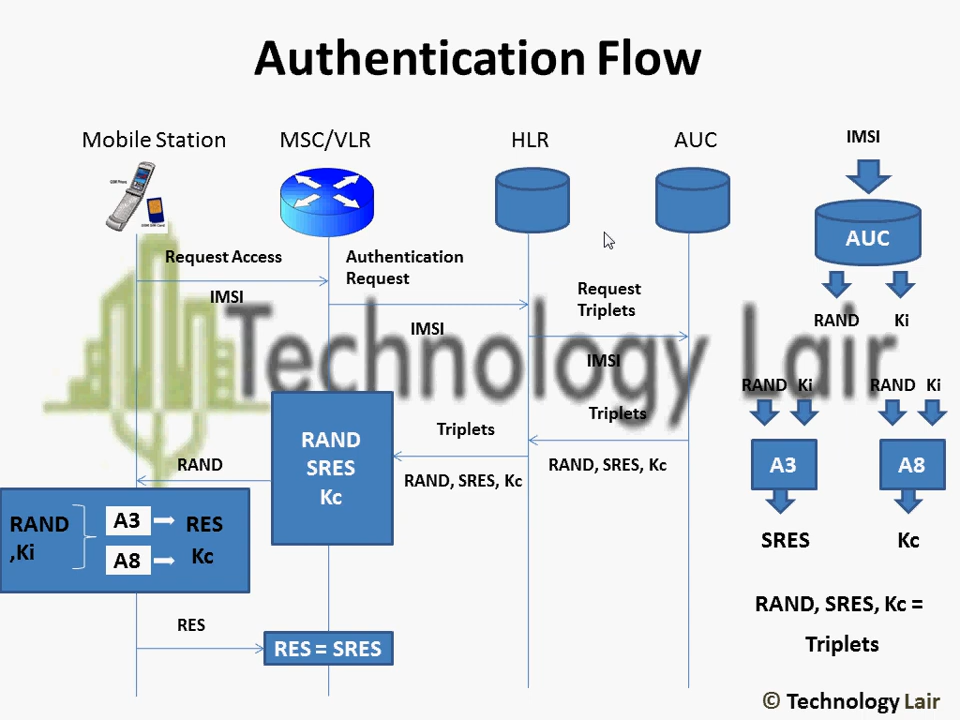 Authentication Flow
Mobile Station
MSC/VLR
HLR
AUC
IMSI
AUC
RAND
Ki
Request Access
IMSI
Authentication
Request
IMSI
Request
Triplets
IMSI
Technology Lair
Triplets
RAND, SRES, Kc
Triplets
RAND, SRES, Kc
RAND
SRES
Kc
RAND
RAND
,Ki
A3
RES
A8
Kc
RES
RES = SRES
RAND
Ki
A3
SRES
RAND
Ki
A8
Kc
RAND, SRES, Kc =
Triplets
© Technology Lair